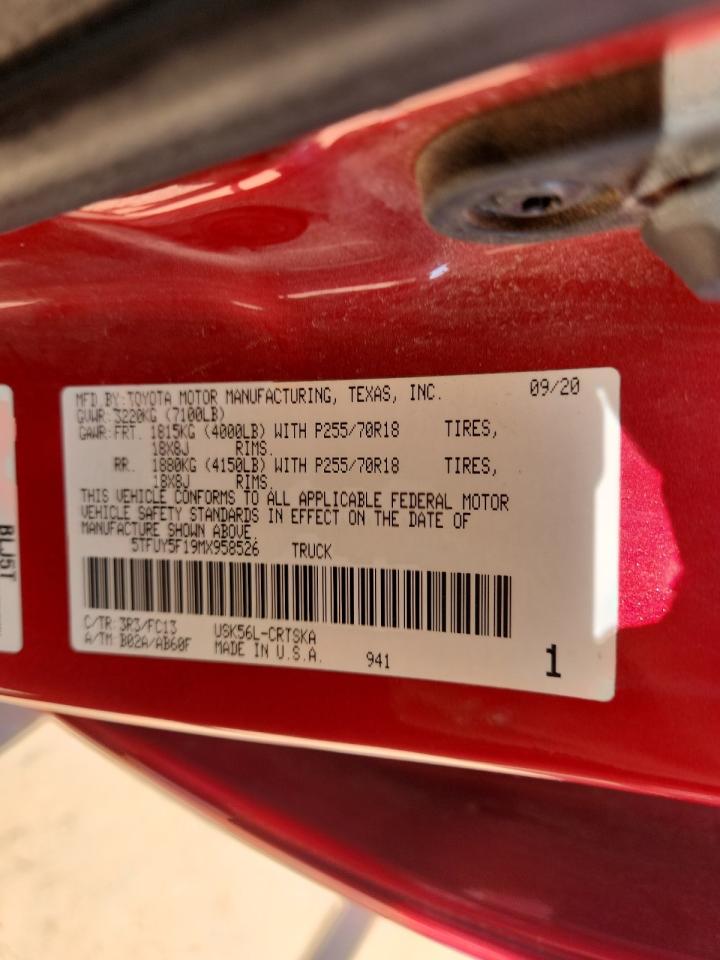 MFD.BY:TOYOTA MOTOR MANUFACTURING, TEXAS, INC. 09/20
GVWR:3220KG (7100LB)
GAWR:FRT. 1815KG (4000LB) WITH P255/70R18 TIRES,
18X8J RIMS.
RR. 1880KG (4150LB) WITH P255/70R18 TIRES,
18X8J RIMS.
THIS VEHICLE CONFORMS TO ALL APPLICABLE FEDERAL MOTOR
VEHICLE SAFETY STANDARDS IN EFFECT ON THE DATE OF
MANUFACTURE SHOWN ABOVE.
5TFUY5F19MX958526 TRUCK
C/TR:3R3/FC13 USK56L-CRTSKA
A/TM:B02A/AB60F MADE IN U.S.A. 941 1
BLJ5T